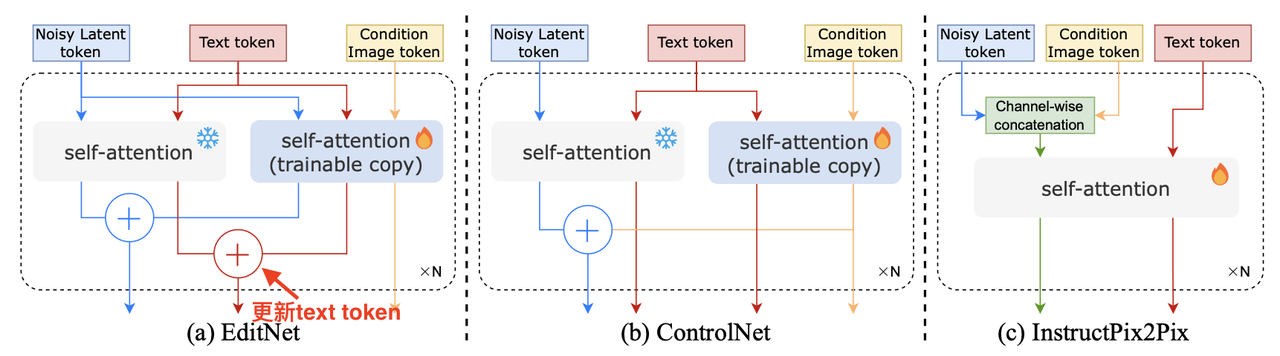 Noisy Latent
token
Text token
Condition
Image token
self-attention
self-attention
(trainable copy)
+
+
×N
更新text token
(a) EditNet
Noisy Latent
token
Text token
Condition
Image token
self-attention
self-attention
(trainable copy)
+
×N
(b) ControlNet
Noisy Latent
token
Condition
Image token
Text token
Channel-wise
concatenation
self-attention
×N
(c) InstructPix2Pix